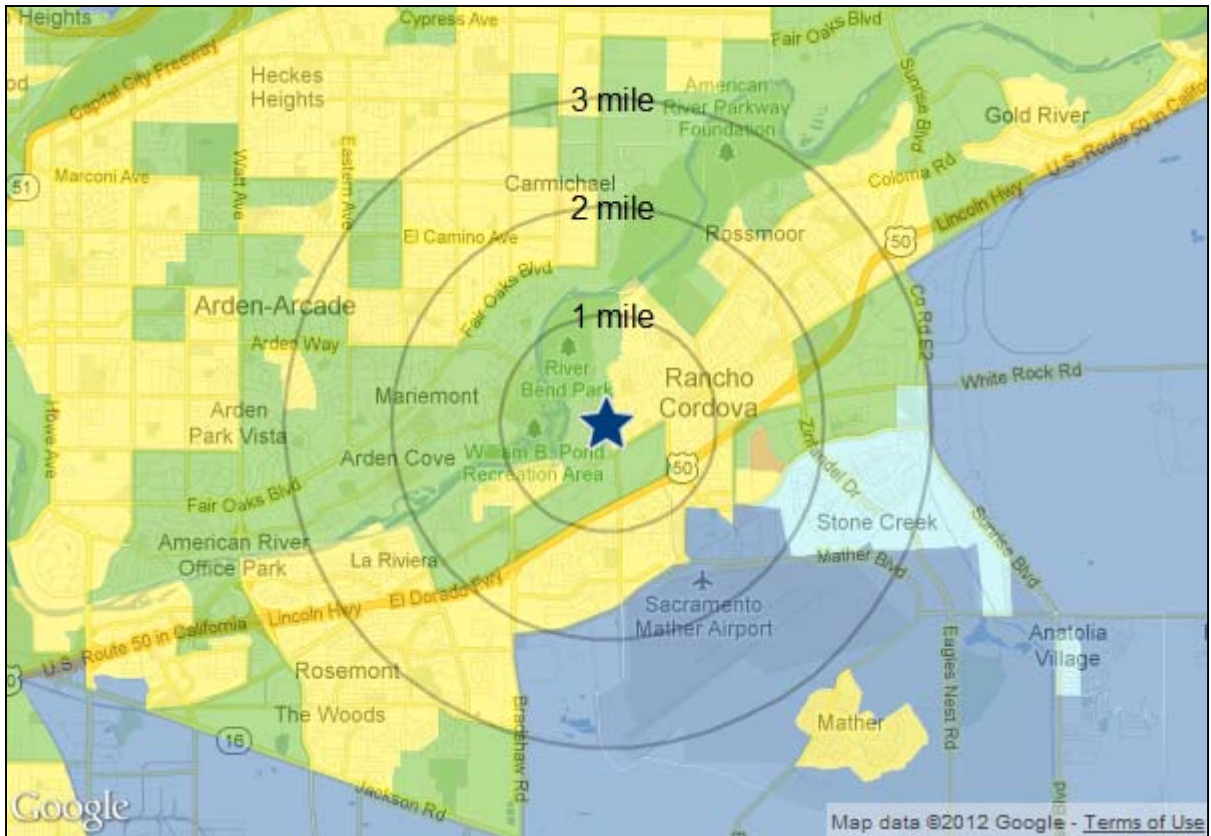 Heights
Cypress Ave
Fair Oaks Blvd
Capital City Freeway
Heckes
Heights
3 mile
American
River Parkway
Foundation
Sunrise Blvd
Gold River
U.S. Route 50 in Califo
51
Marconi Ave
Watt Ave
Eastern Ave
Carmichael
Coloma Rd
2 mile
Lincoln Hwy
El Camino Ave
Rossmoor
50
Fair Oaks Blvd
Arden-Arcade
Co Rd E2
1 mile
Arden Way
River
Bend Park
Rancho
Cordova
White Rock Rd
Mariemont
Howe Ave
Arden
Park Vista
Arden Cove
William B. Pond
Recreation Area
50
Zinfandel Dr
Fair Oaks Blvd
Stone Creek
Sunrise Blvd
American River
Office Park
La Riviera
Mather Blvd
El Dorado Fwy
Lincoln Hwy
Sacramento
Mather Airport
U.S. Route 50 in California
Anatolia
Village
Eagles Nest Rd
Rosemont
The Woods
Bradshaw Rd
Mather
16
Jackson Rd
Blvd
Google
Map data ©2012 Google - Terms of Use